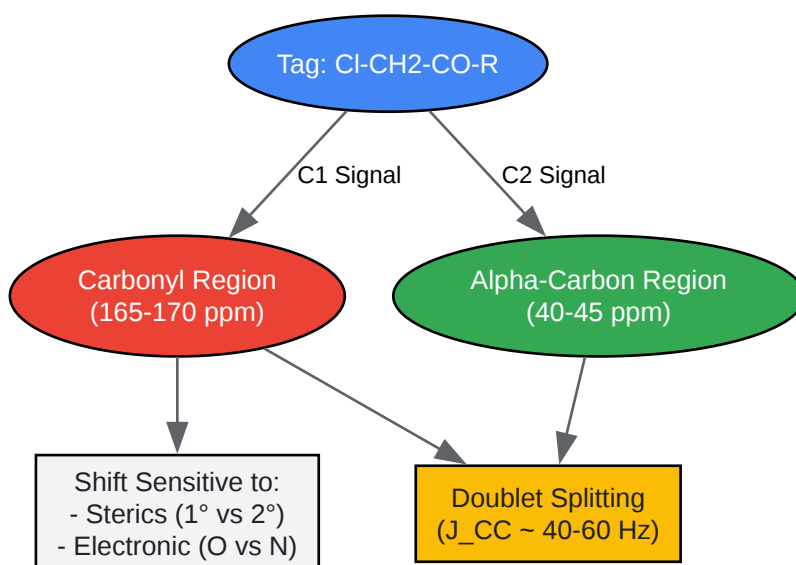 Tag: Cl-CH2-CO-R
C1 Signal
C2 Signal
Carbonyl Region
(165-170 ppm)
Alpha-Carbon Region
(40-45 ppm)
Shift Sensitive to:
- Sterics (1° vs 2°)
- Electronic (O vs N)
Doublet Splitting
(J_CC ~ 40-60 Hz)